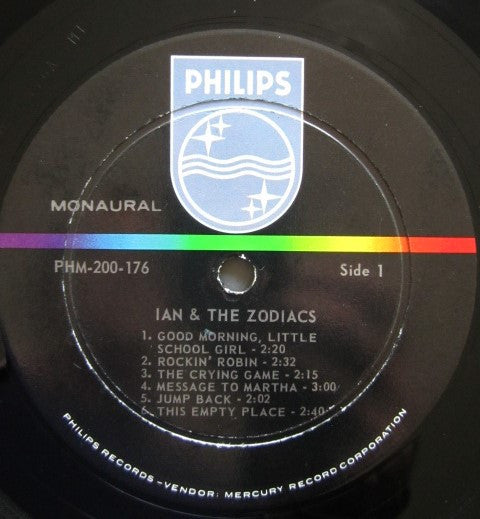 PHILIPS
MONAURAL
PHM-200-176
Side 1
IAN & THE ZODIACS
1. GOOD MORNING, LITTLE
SCHOOL GIRL - 2:20
2. ROCKIN' ROBIN - 2:32
3. THE CRYING GAME - 2:15
4. MESSAGE TO MARTHA - 3:00
5. JUMP BACK - 2:02
6. THIS EMPTY PLACE - 2:40
PHILIPS RECORDS-VENDOR: MERCURY RECORD CORPORATION